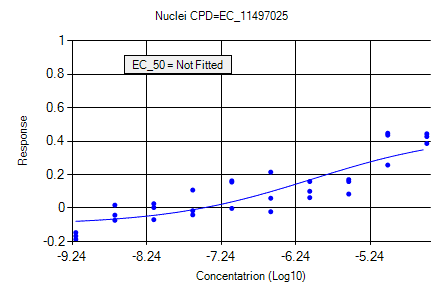 Nuclei CPD=EC_11497025
1
0.8
0.6
0.4
0.2
0
-0.2
EC_50 = Not Fitted
Response
-9.24 -8.24 -7.24 -6.24 -5.24
Concentatrion (Log10)